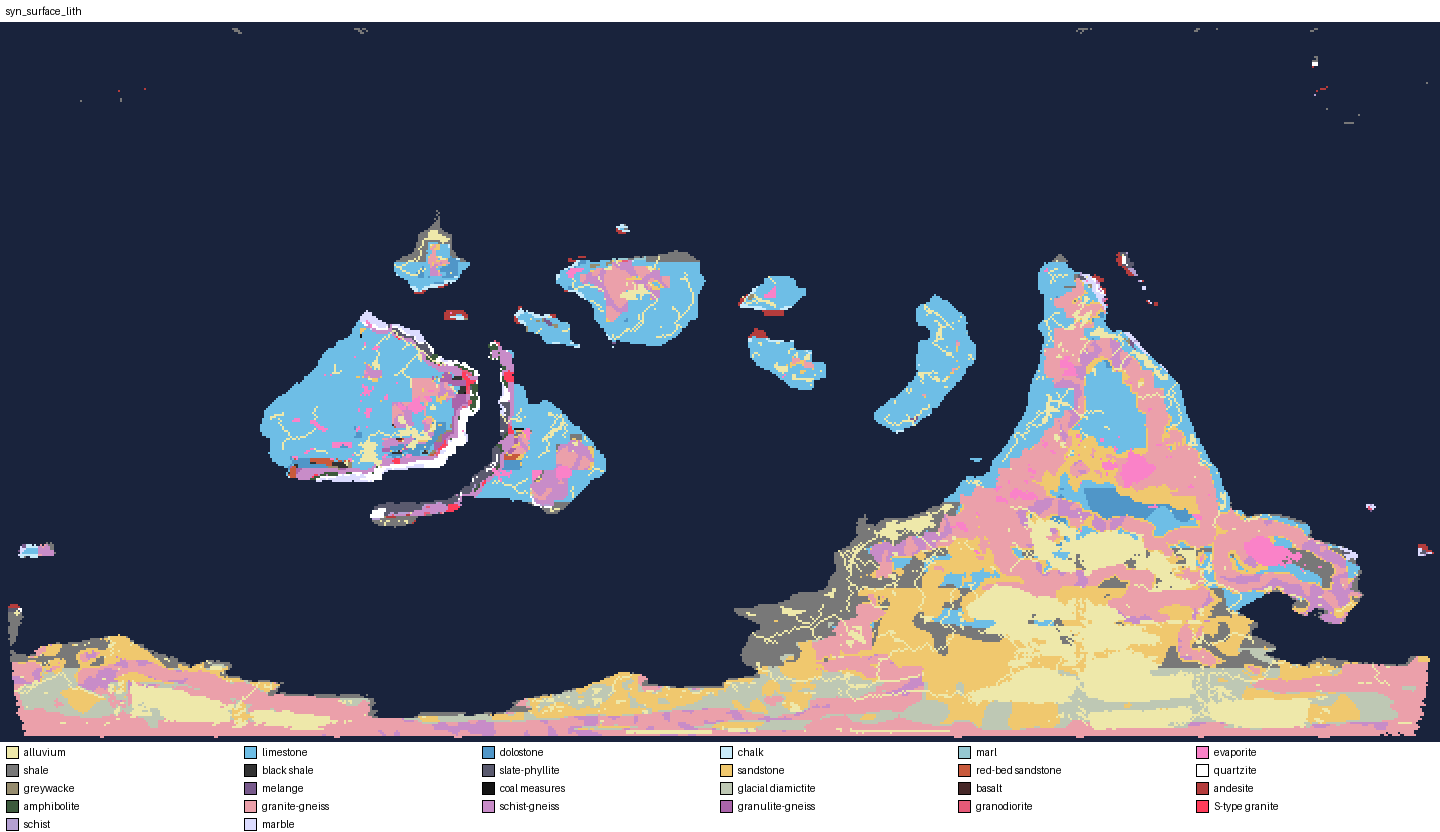 syn_surface_lith
alluvium limestone dolostone chalk marl evaporite
shale black shale slate-phyllite sandstone red-bed sandstone quartzite
greywacke melange coal measures glacial diamictite basalt andesite
amphibolite granite-gneiss schist-gneiss granulite-gneiss granodiorite S-type granite
schist marble